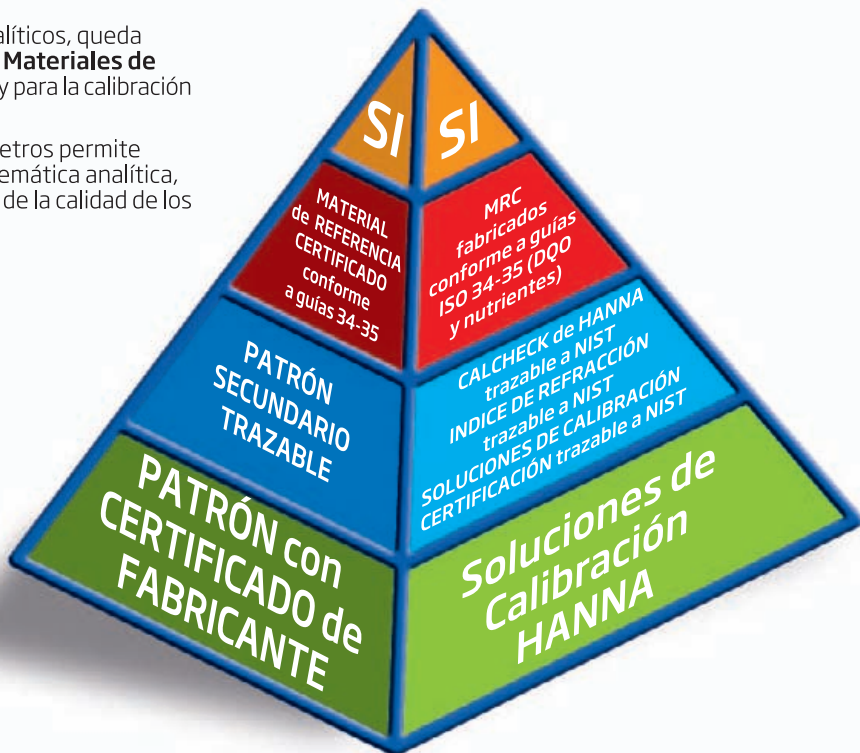 alíticos, queda
Materiales de
y para la calibración
etros permite
emática analítica,
de la calidad de los
SI
SI
MATERIAL
de REFERENCIA
CERTIFICADO
conforme
a guías 34-35
MRC
fabricados
conforme a guías
ISO 34-35 (DQO
y nutrientes)
PATRÓN
SECUNDARIO
TRAZABLE
CALCHECK de HANNA
trazable a NIST
INDICE DE REFRACCIÓN
trazable a NIST
SOLUCIONES DE CALIBRACIÓN
CERTIFICACIÓN trazable a NIST
PATRÓN con
CERTIFICADO de
FABRICANTE
Soluciones de
Calibración
HANNA